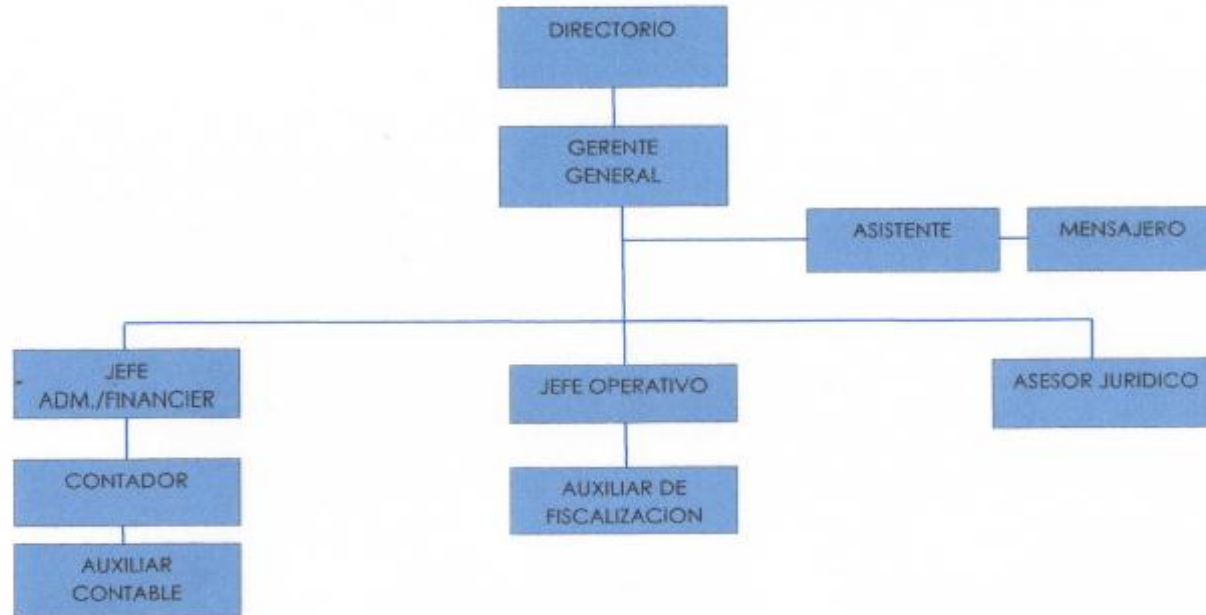 DIRECTORIO
GERENTE
GENERAL
ASISTENTE
MENSAJERO
JEFE
ADM./FINANCIER
JEFE OPERATIVO
ASESOR JURIDICO
CONTADOR
AUXILIAR DE
FISCALIZACION
AUXILIAR
CONTABLE